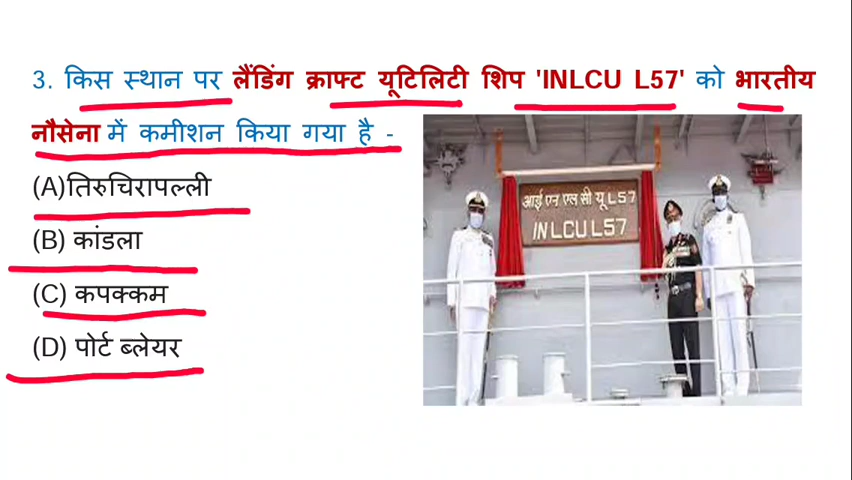 3. किस स्थान पर लैंडिंग क्राफ्ट यूटिलिटी शिप 'INLCU L57' को भारतीय
नौसेना में कमीशन किया गया है -
(A)तिरुचिरापल्ली
(B) कांडला
(C) कपक्कम
(D) पोर्ट ब्लेयर
आई एन एल सी यू L57
INLCU L57